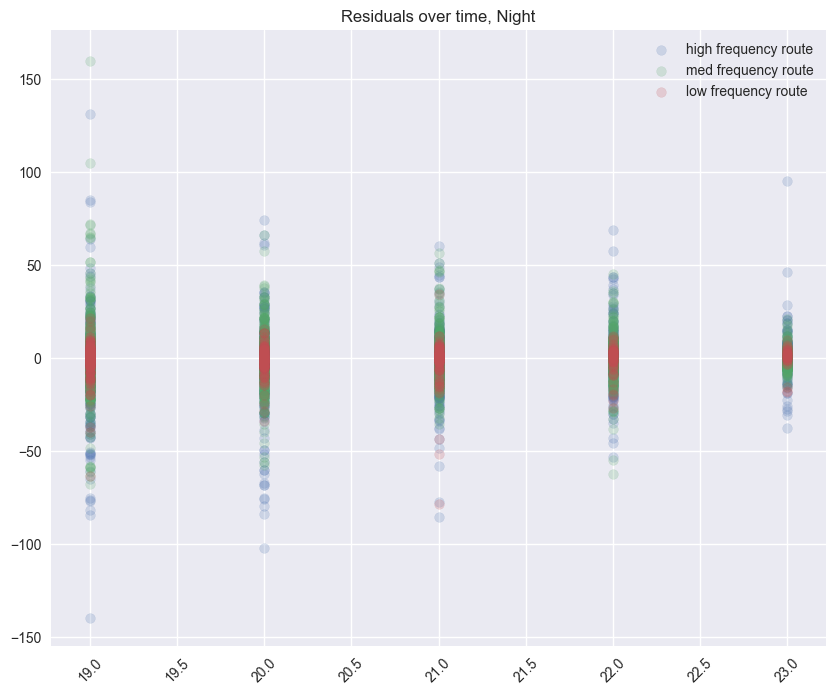 Residuals over time, Night
high frequency route
med frequency route
low frequency route
150
100
50
0
−50
−100
−150
19.0 19.5 20.0 20.5 21.0 21.5 22.0 22.5 23.0